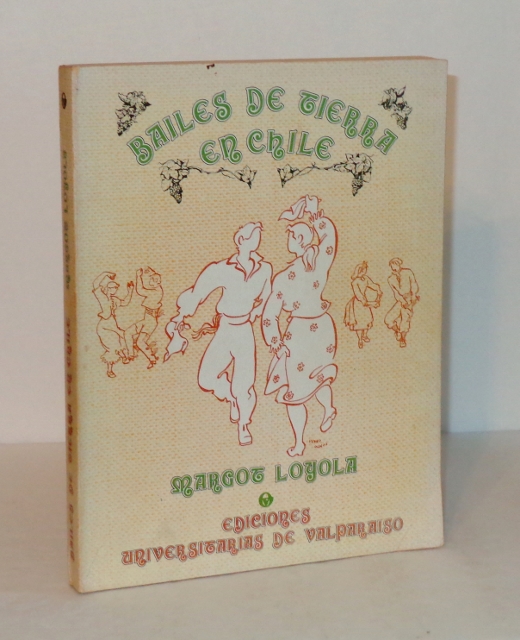 BAILES DE TIERRA
EN CHILE
MARGOT LOYOLA
EDICIONES
UNIVERSITARIAS DE VALPARAISO